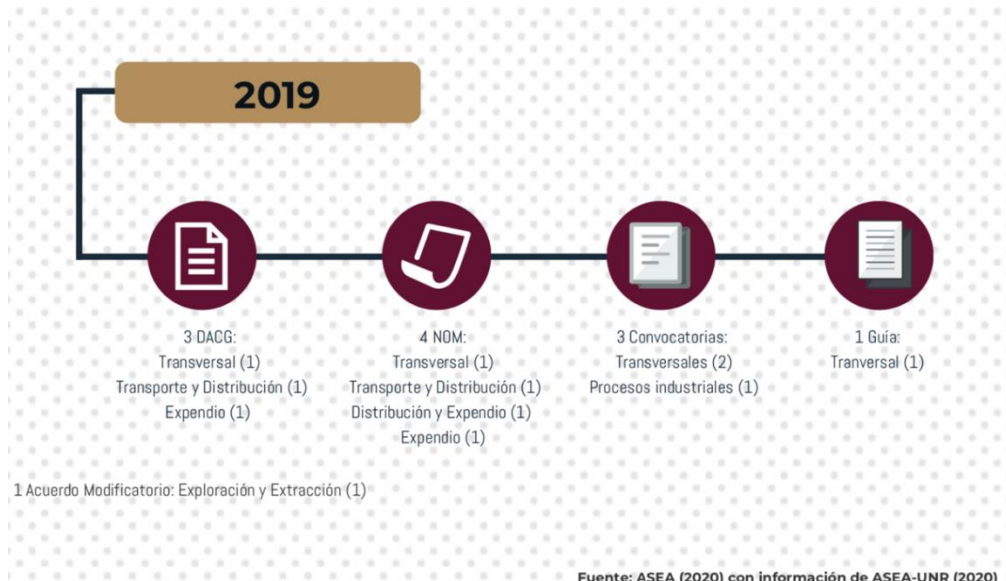 2019
3 DACG:
Transversal (1)
Transporte y Distribución (1)
Expendio (1)
4 NOM:
Transversal (1)
Transporte y Distribución (1)
Distribución y Expendio (1)
Expendio (1)
3 Convocatorias:
Transversales (2)
Procesos industriales (1)
1 Guía:
Tranversal (1)
1 Acuerdo Modificatorio: Exploración y Extracción (1)
Fuente: ASEA (2020) con información de ASEA-UNR (2020)